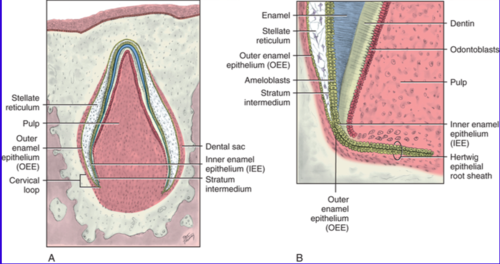 Stellate
reticulum
Pulp
Outer
enamel
epithelium
(OEE)
Cervical
loop
Dental sac
Inner enamel
epithelium (IEE)
Stratum
intermedium
A
Enamel
Stellate
reticulum
Outer enamel
epithelium (OEE)
Ameloblasts
Stratum
intermedium
Dentin
Odontoblasts
Pulp
Inner enamel
epithelium
(IEE)
Hertwig
epithelial
root sheath
Outer
enamel
epithelium
(OEE)
B